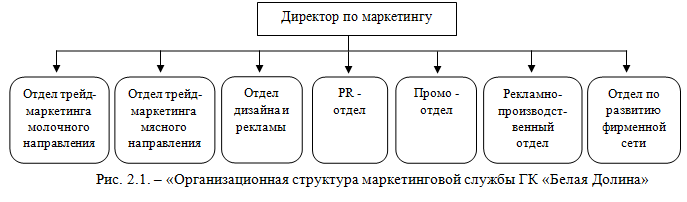 Директор по маркетингу
Отдел трейд-
маркетинга
молочного
направления
Отдел трейд-
маркетинга
мясного
направления
Отдел
дизайна и
рекламы
PR -
отдел
Промо -
отдел
Рекламно-
производст-
венный
отдел
Отдел по
развитию
фирменной
сети
Рис. 2.1. – «Организационная структура маркетинговой службы ГК «Белая Долина»